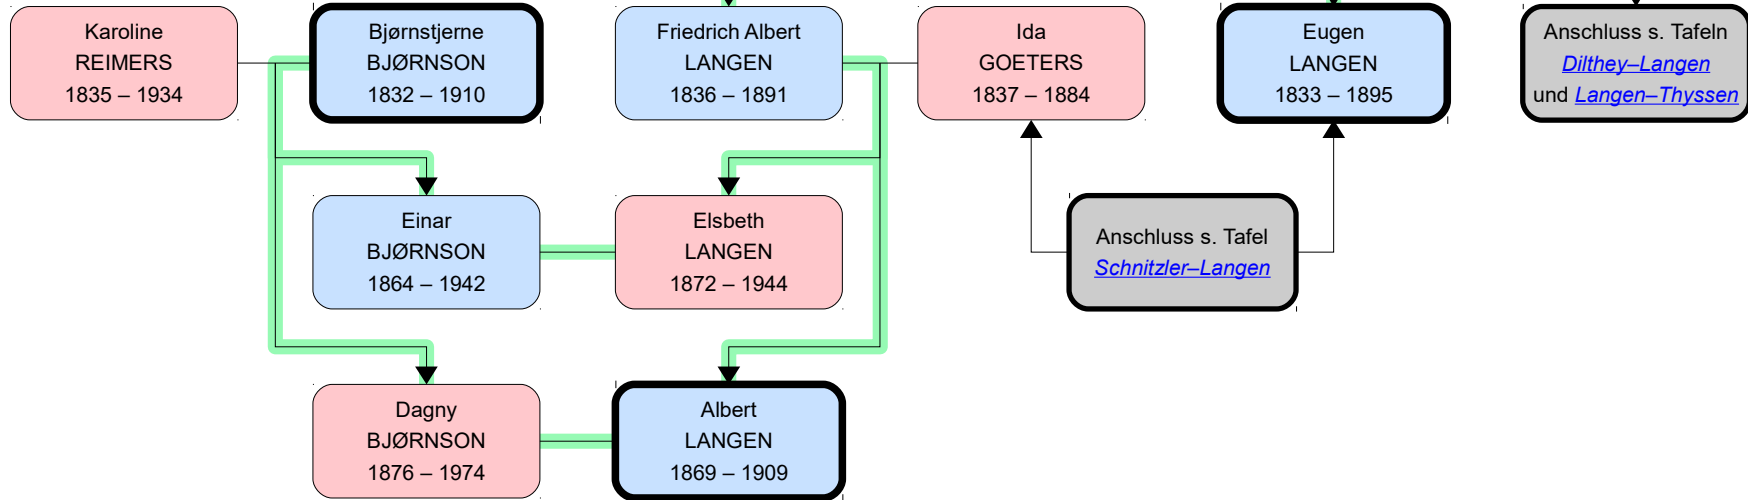 Karoline
REIMERS
1835 – 1934
Bjørnstjerne
BJØRNSON
1832 – 1910
Friedrich Albert
LANGEN
1836 – 1891
Ida
GOETERS
1837 – 1884
Eugen
LANGEN
1833 – 1895
Anschluss s. Tafeln
Dilthey–Langen
und Langen–Thyssen
Einar
BJØRNSON
1864 – 1942
Elsbeth
LANGEN
1872 – 1944
Anschluss s. Tafel
Schnitzler–Langen
Dagny
BJØRNSON
1876 – 1974
Albert
LANGEN
1869 – 1909